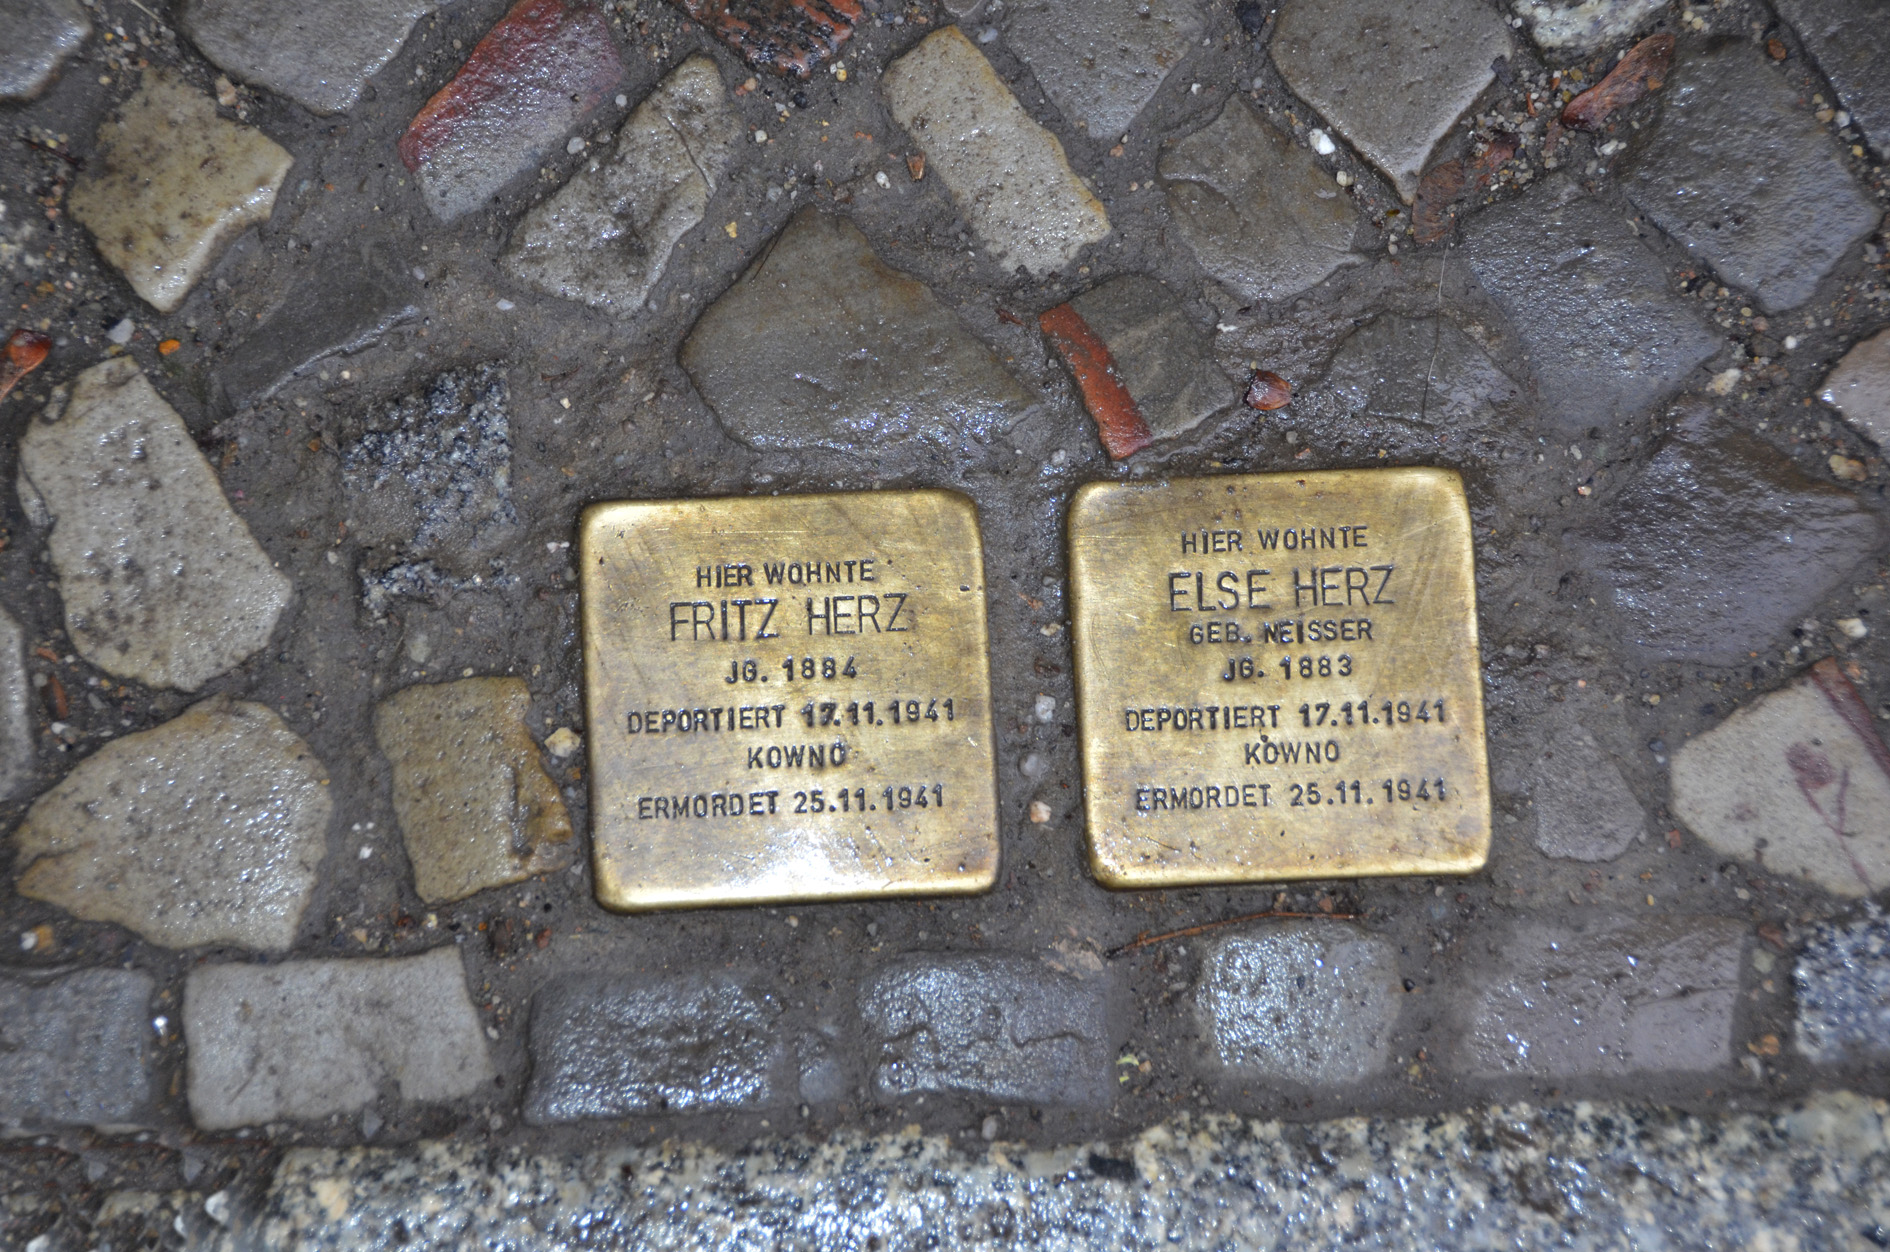 HIER WOHNTE
FRITZ HERZ
JG. 1884
DEPORTIERT 17.11.1941
KOWNO
ERMORDET 25.11.1941
HIER WOHNTE
ELSE HERZ
GEB. NEISSER
JG. 1883
DEPORTIERT 17.11.1941
KOWNO
ERMORDET 25.11.1941